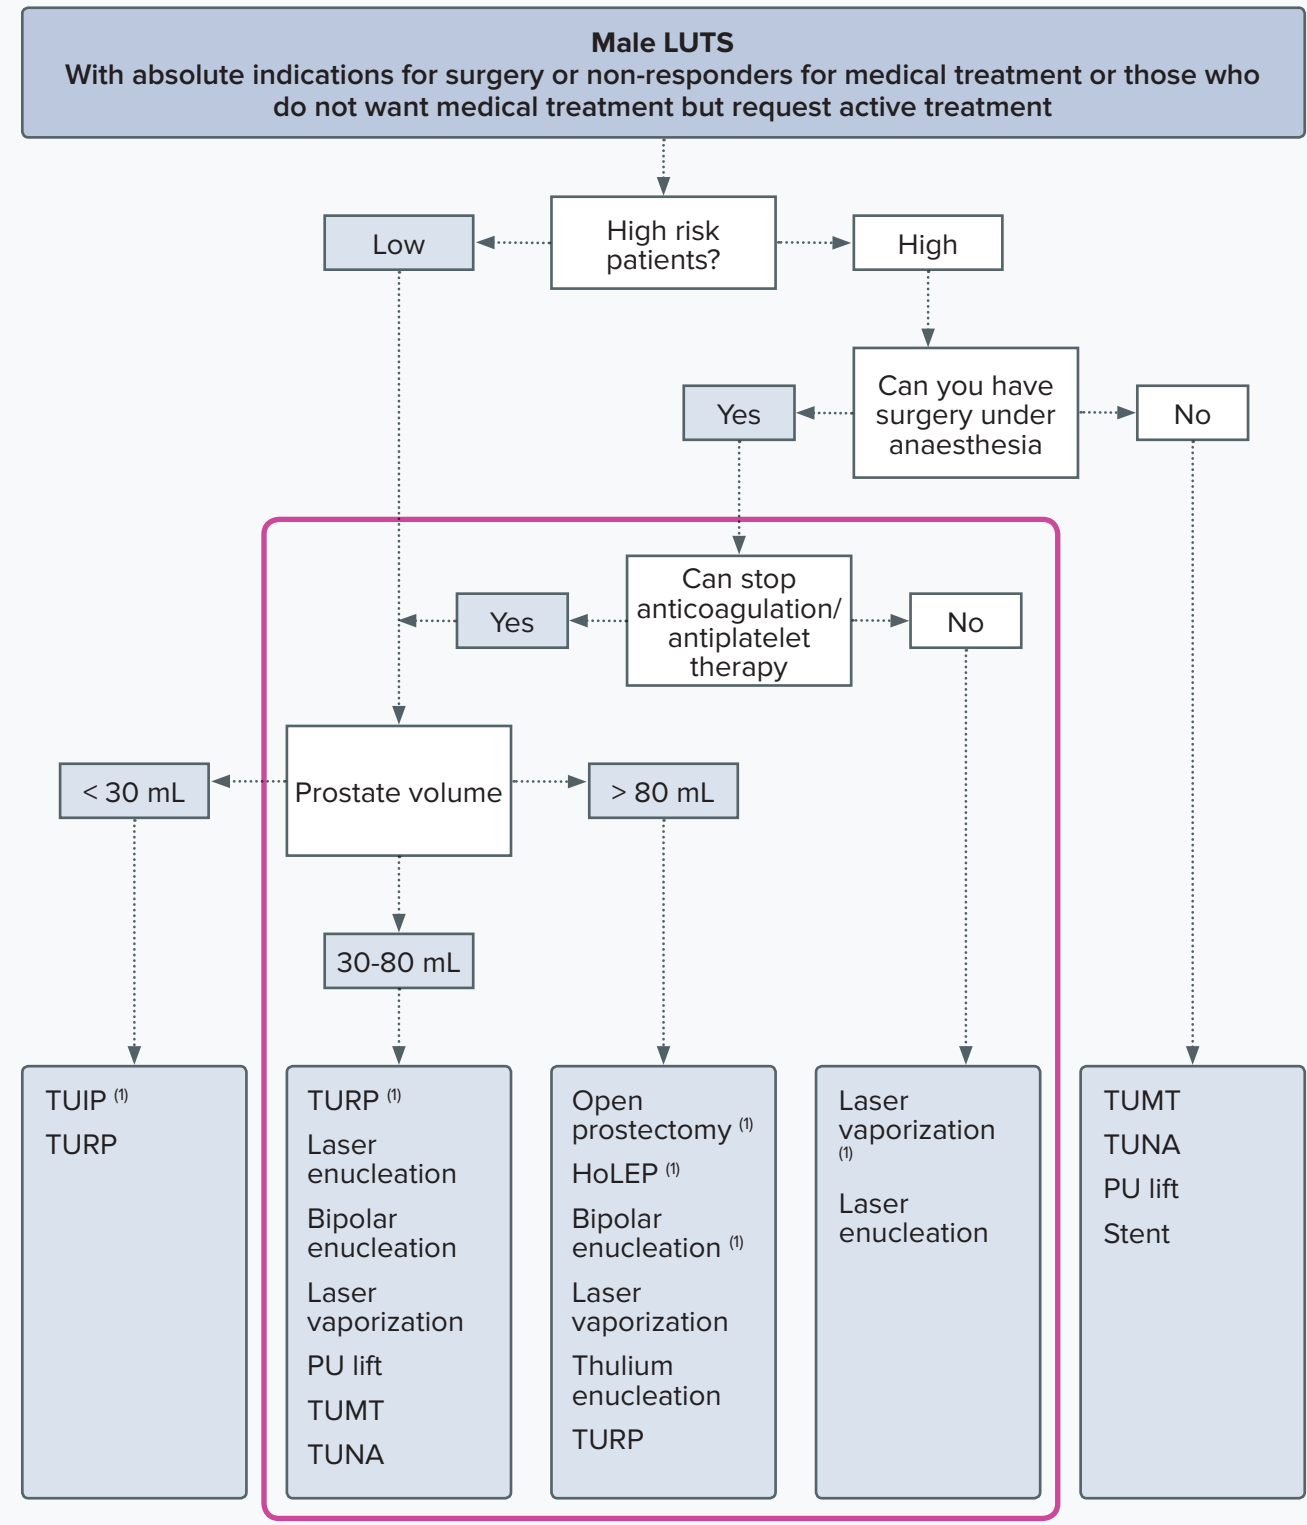 Male LUTS
With absolute indications for surgery or non-responders for medical treatment or those who
do not want medical treatment but request active treatment
Low
High risk
patients?
High
Yes
Can you have
surgery under
anaesthesia
No
Yes
Can stop
anticoagulation/
antiplatelet
therapy
No
< 30 mL
Prostate volume
> 80 mL
30-80 mL
TUIP (1)
TURP
TURP (1)
Laser
enucleation
Bipolar
enucleation
Laser
vaporization
PU lift
TUMT
TUNA
Open
prostectomy (1)
HoLEP (1)
Bipolar
enucleation (1)
Laser
vaporization
Thulium
enucleation
TURP
Laser
vaporization
(1)
Laser
enucleation
TUMT
TUNA
PU lift
Stent